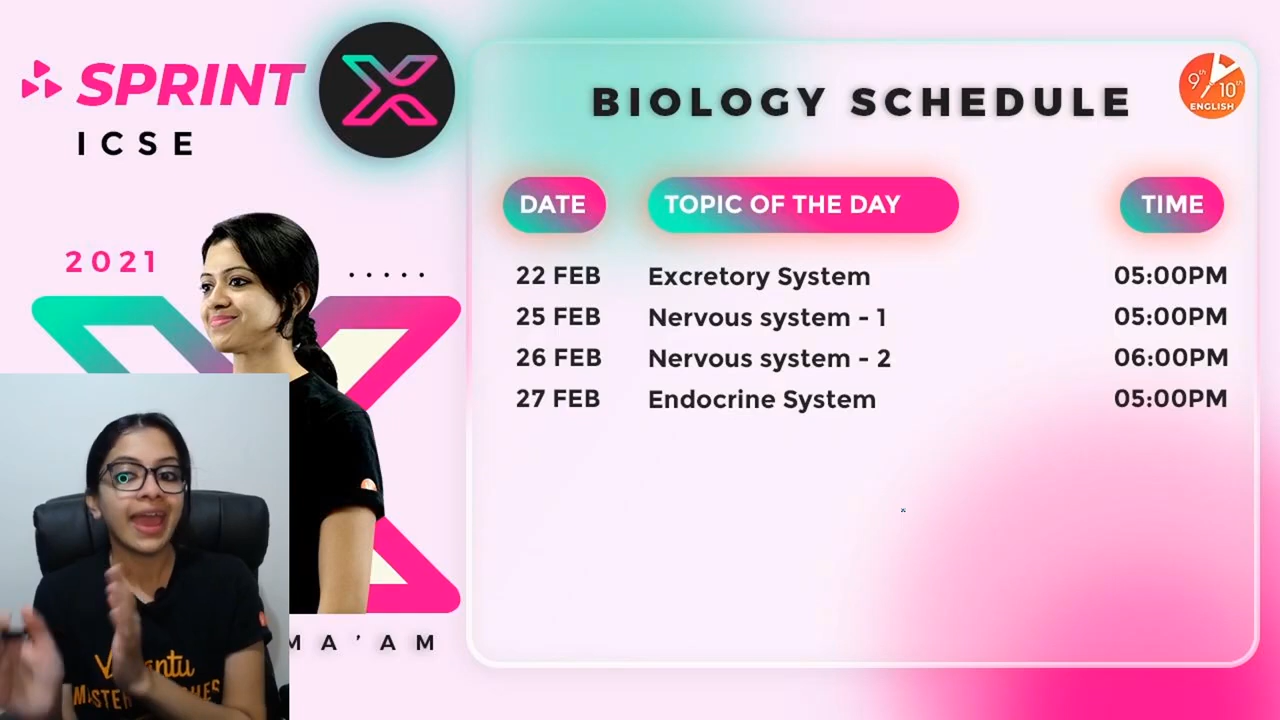 SPRINT
ICSE
2021
MA'AM
BIOLOGY SCHEDULE
9th 10th
ENGLISH
DATE TOPIC OF THE DAY TIME
22 FEB Excretory System 05:00PM
25 FEB Nervous system - 1 05:00PM
26 FEB Nervous system - 2 06:00PM
27 FEB Endocrine System 05:00PM